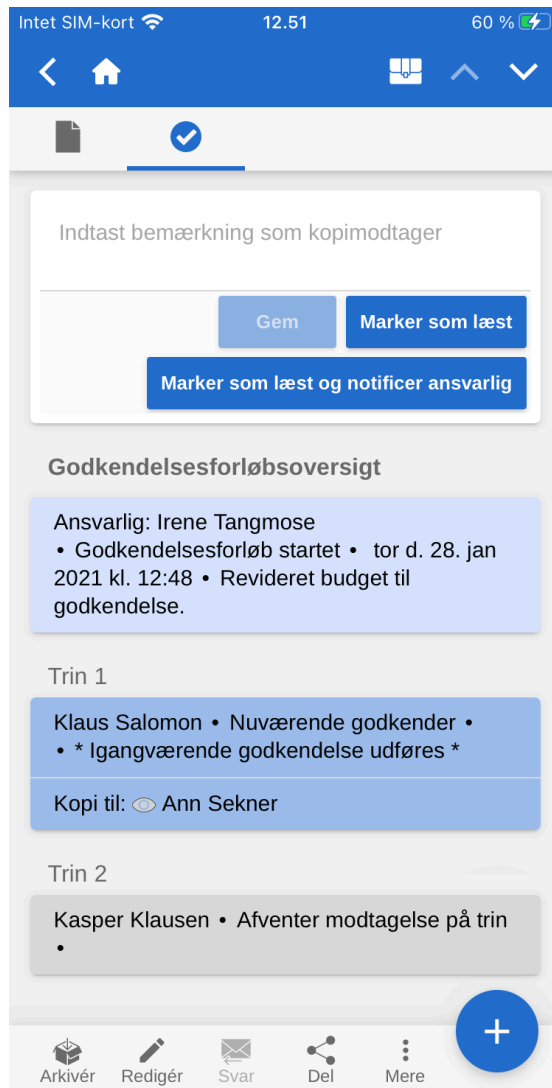 Intet SIM-kort 12.51 60 %
Indtast bemærkning som kopimodtager
Gem Marker som læst
Marker som læst og notificer ansvarlig
Godkendelsesforløbsoversigt
Ansvarlig: Irene Tangmose
• Godkendelsesforløb startet • tor d. 28. jan
2021 kl. 12:48 • Revideret budget til
godkendelse.
Trin 1
Klaus Salomon • Nuværende godkender •
• * Igangværende godkendelse udføres *
Kopi til: Ann Sekner
Trin 2
Kasper Klausen • Afventer modtagelse på trin
•
Arkivér Redigér Svar Del Mere